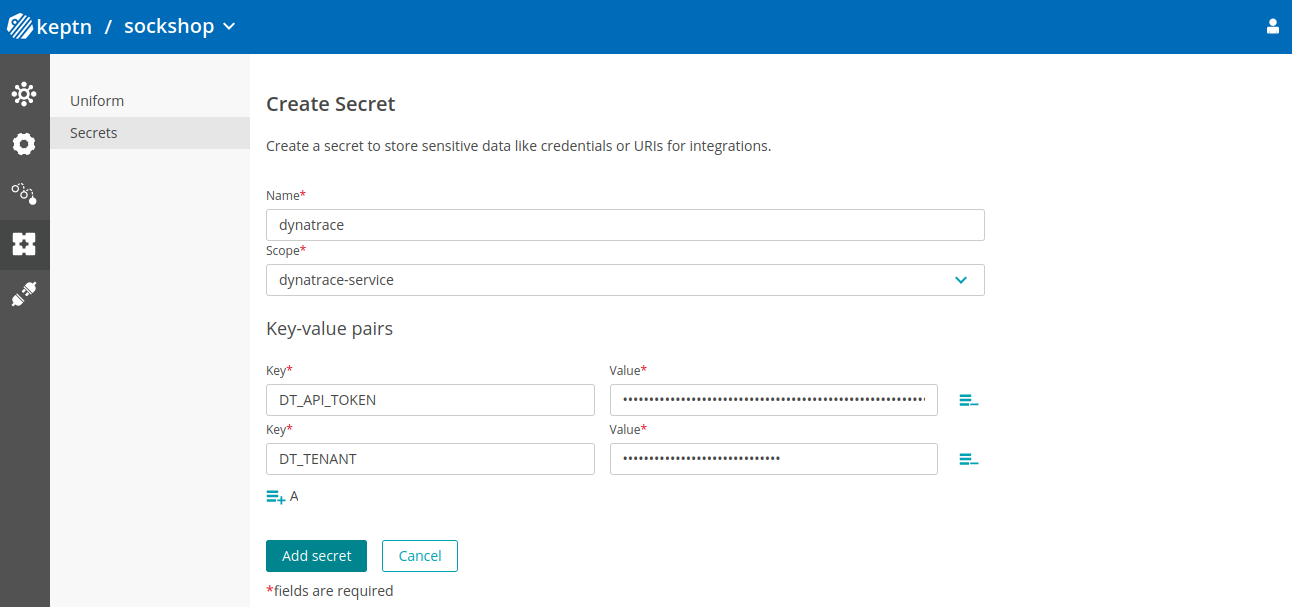 keptn / sockshop
Uniform
Secrets
Create Secret
Create a secret to store sensitive data like credentials or URIs for integrations.
Name*
dynatrace
Scope*
dynatrace-service
Key-value pairs
Key* Value*
DT_API_TOKEN
Key* Value*
DT_TENANT
A
Add secret Cancel
*fields are required